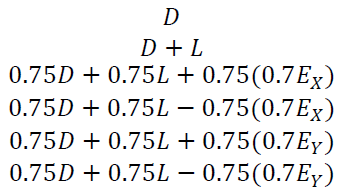 D
D + L
0.75D + 0.75L + 0.75(0.7E_X)
0.75D + 0.75L − 0.75(0.7E_X)
0.75D + 0.75L + 0.75(0.7E_Y)
0.75D + 0.75L − 0.75(0.7E_Y)